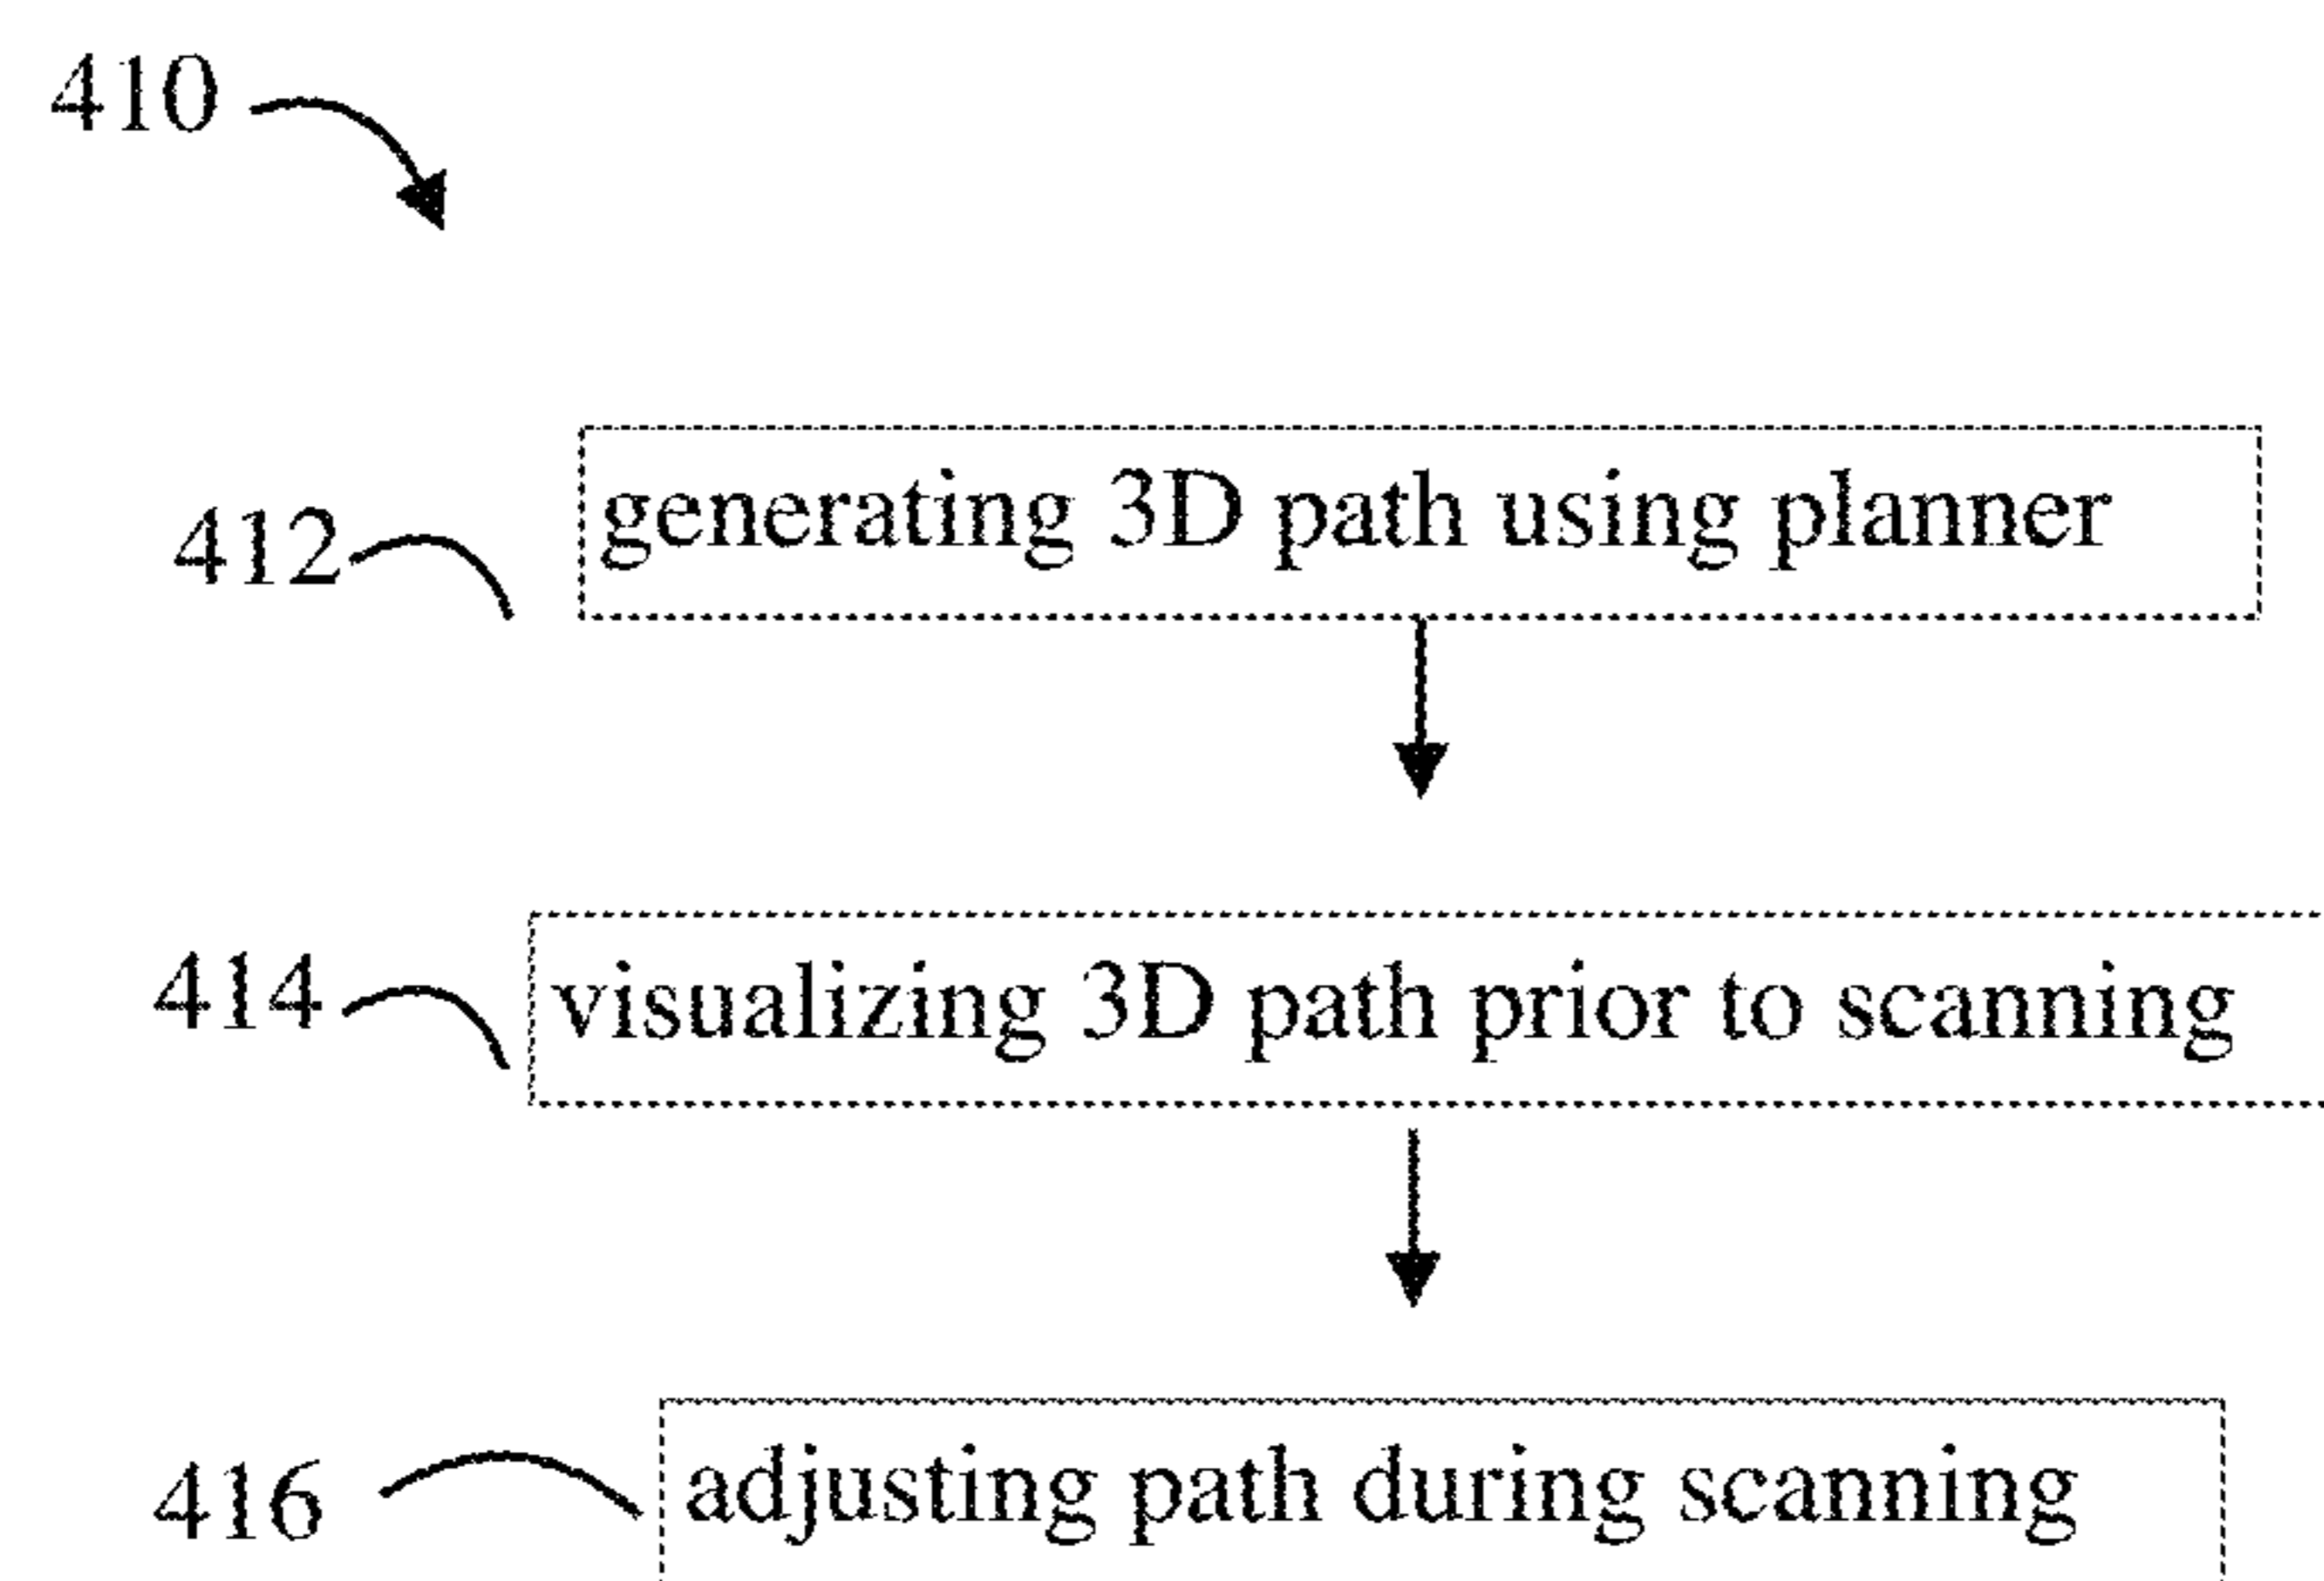 410
412
generating 3D path using planner
414
visualizing 3D path prior to scanning
416
adjusting path during scanning